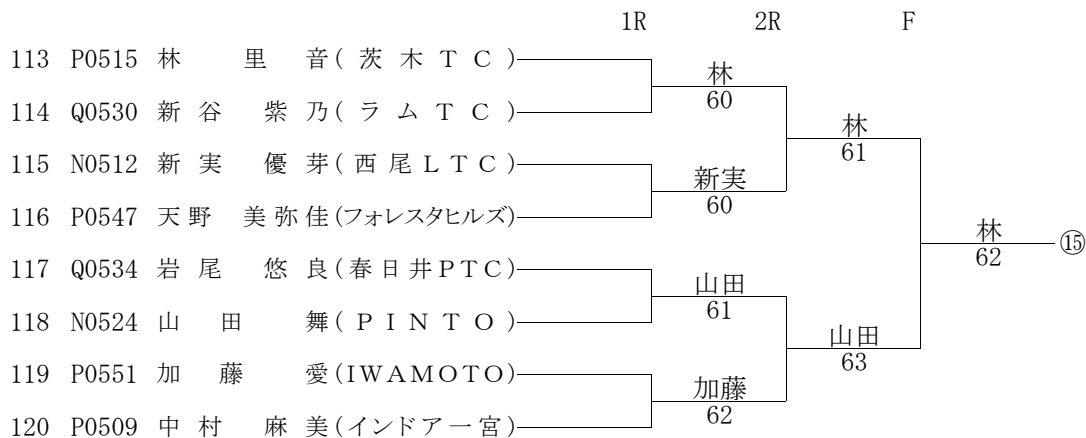 1R 2R F
113 P0515 林 里 音(茨木TC)
林
60
114 Q0530 新谷 紫乃(ラムTC)
林
61
115 N0512 新実 優芽(西尾LTC)
新実
60
116 P0547 天野 美弥佳(フォレスタヒルズ)
林
62
⑮
117 Q0534 岩尾 悠良(春日井PTC)
山田
61
118 N0524 山田 舞(PINTO)
山田
63
119 P0551 加藤 愛(IWAMOTO)
加藤
62
120 P0509 中村 麻美(インドアー宮)